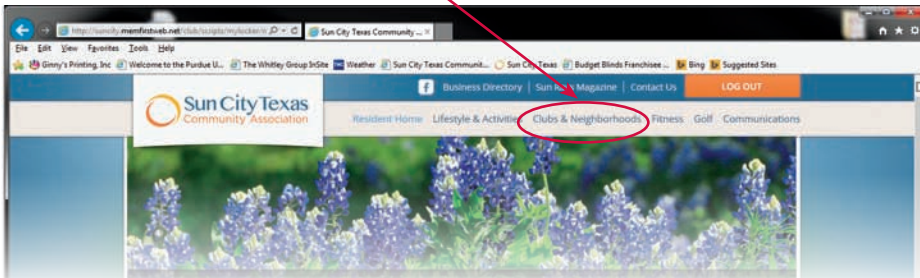 http://suncity.memfirstweb.net/club/scripts/mylocker/
Sun City Texas Community ...
File Edit View Favorites Tools Help
Ginny's Printing, Inc Welcome to the Purdue U... The Whitley Group InSite Weather Sun City Texas Communit... Sun City Texas Budget Blinds Franchisee ... Bing Suggested Sites
f Business Directory | Sun Rays Magazine | Contact Us LOG OUT
Sun City Texas
Community Association
Resident Home Lifestyle & Activities Clubs & Neighborhoods Fitness Golf Communications